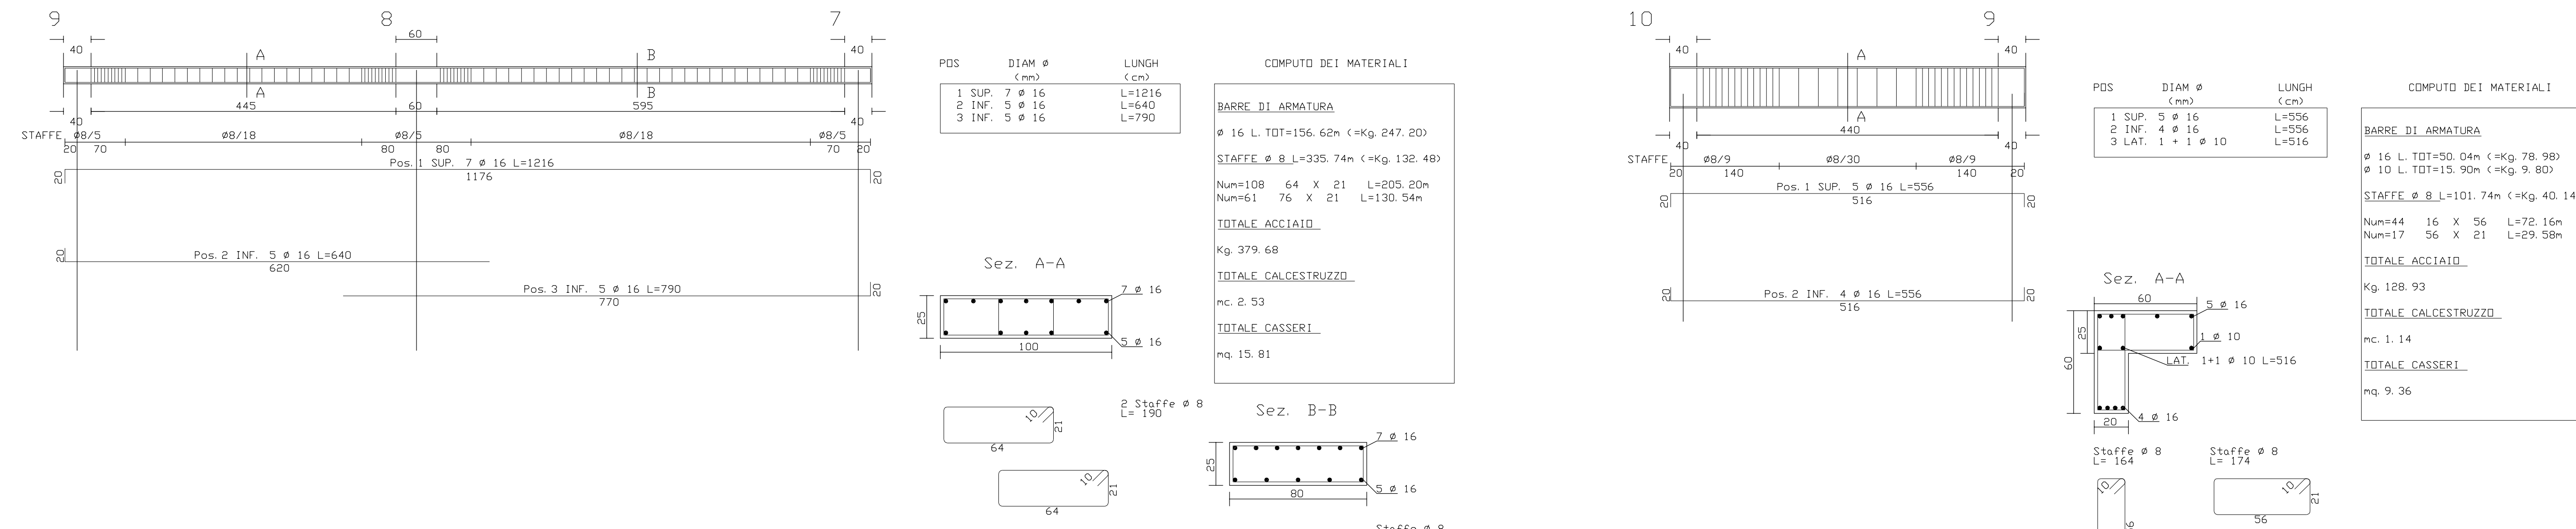 9 8 7
60
40 40
A B
A B
445 60 595
40 40
STAFFE Ø8/5 Ø8/18 Ø8/5 Ø8/18 Ø8/5
20 70 80 80 70 20
Pos. 1 SUP. 7 Ø 16 L=1216
20 1176 20
Pos. 2 INF. 5 Ø 16 L=640
20 620
Pos. 3 INF. 5 Ø 16 L=790
770 20
POS DIAM Ø LUNGH
(mm) (cm)
1 SUP. 7 Ø 16 L=1216
2 INF. 5 Ø 16 L=640
3 INF. 5 Ø 16 L=790
COMPUTO DEI MATERIALI
BARRE DI ARMATURA
Ø 16 L. TOT=156. 62m (=Kg. 247. 20)
STAFFE Ø 8 L=335. 74m (=Kg. 132. 48)
Num=108 64 X 21 L=205. 20m
Num=61 76 X 21 L=130. 54m
TOTALE ACCIAIO
Kg. 379. 68
TOTALE CALCESTRUZZO
mc. 2. 53
TOTALE CASSERI
mq. 15. 81
Sez. A-A
7 Ø 16
25
5 Ø 16
100
2 Staffe Ø 8
L= 190
10
21
64
10
21
64
Sez. B-B
7 Ø 16
25
5 Ø 16
80
Staffe Ø 8
10 9
40 40
A
A
440
40 40
STAFFE Ø8/9 Ø8/30 Ø8/9
20 140 140 20
Pos. 1 SUP. 5 Ø 16 L=556
20 516 20
Pos. 2 INF. 4 Ø 16 L=556
20 516 20
POS DIAM Ø LUNGH
(mm) (cm)
1 SUP. 5 Ø 16 L=556
2 INF. 4 Ø 16 L=556
3 LAT. 1 + 1 Ø 10 L=516
COMPUTO DEI MATERIALI
BARRE DI ARMATURA
Ø 16 L. TOT=50. 04m (=Kg. 78. 98)
Ø 10 L. TOT=15. 90m (=Kg. 9. 80)
STAFFE Ø 8 L=101. 74m (=Kg. 40. 14
Num=44 16 X 56 L=72. 16m
Num=17 56 X 21 L=29. 58m
TOTALE ACCIAIO
Kg. 128. 93
TOTALE CALCESTRUZZO
mc. 1. 14
TOTALE CASSERI
mq. 9. 36
Sez. A-A
60
5 Ø 16
25
1 Ø 10
60
LAT. 1+1 Ø 10 L=516
4 Ø 16
20
Staffe Ø 8 Staffe Ø 8
L= 164 L= 174
10 10
21
56